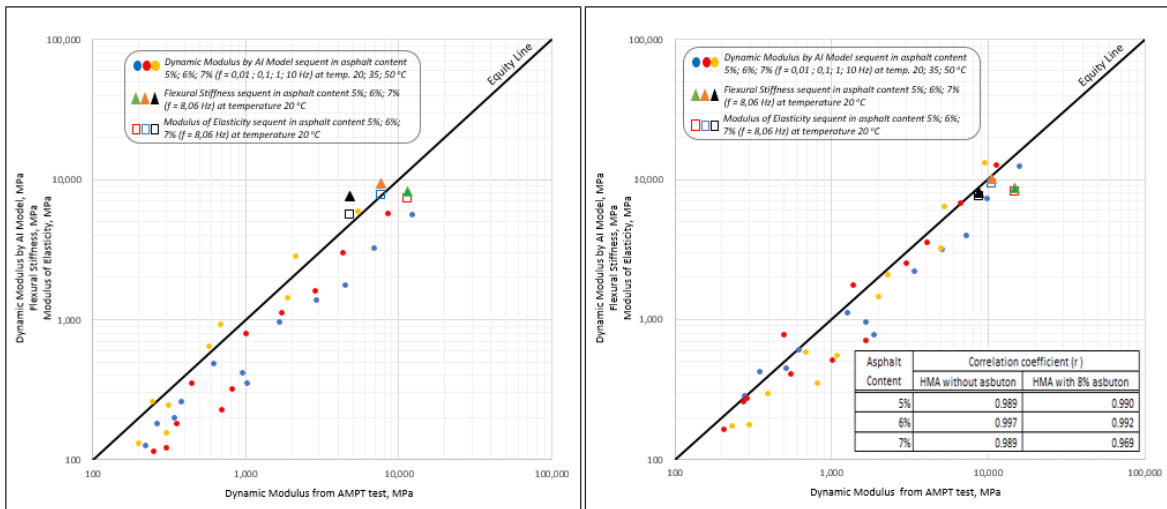 100,000
Equity Line
Dynamic Modulus by AI Model sequent in asphalt content
5%; 6%; 7% (f = 0,01 ; 0,1; 1; 10 Hz) at temp. 20; 35; 50 °C
Flexural Stiffness sequent in asphalt content 5%; 6%; 7%
(f = 8,06 Hz) at temperature 20 °C
Modulus of Elasticity sequent in asphalt content 5%; 6%;
7% (f = 8,06 Hz) at temperature 20 °C
Dynamic Modulus by AI Model, MPa
Flexural Stiffness, MPa
Modulus of Elasticity, MPa
10,000
1,000
100
100
1,000
10,000
100,000
Dynamic Modulus from AMPT test, MPa
100,000
Equity Line
Dynamic Modulus by AI Model sequent in asphalt content
5%; 6%; 7% (f = 0,01 ; 0,1; 1; 10 Hz) at temp. 20; 35; 50 °C
Flexural Stiffness sequent in asphalt content 5%; 6%; 7%
(f = 8,06 Hz) at temperature 20 °C
Modulus of Elasticity sequent in asphalt content 5%; 6%;
7% (f = 8,06 Hz) at temperature 20 °C
Dynamic Modulus by AI Model, MPa
Flexural Stiffness, MPa
Modulus of Elasticity, MPa
10,000
1,000
Asphalt Content Correlation coefficient (r )
HMA without asbuton HMA with 8% asbuton
5% 0.989 0.990
6% 0.997 0.992
7% 0.989 0.969
100
100
1,000
10,000
100,000
Dynamic Modulus from AMPT test, MPa